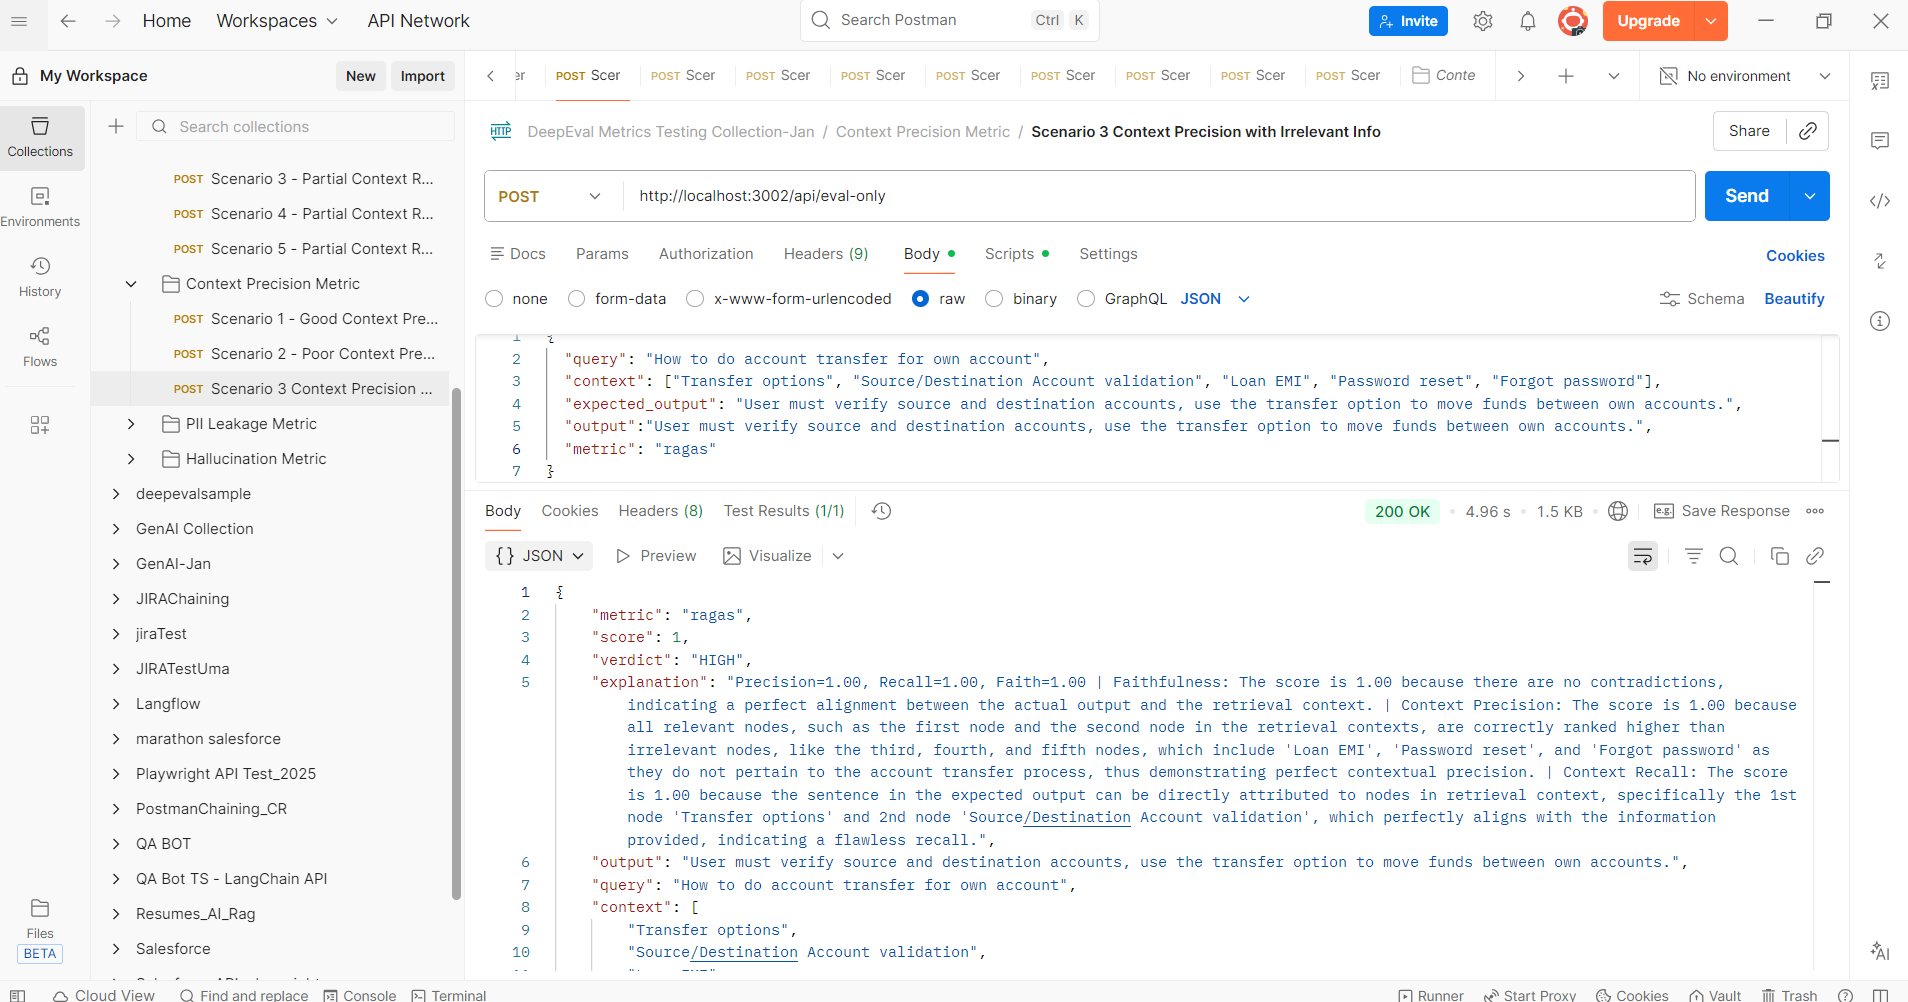 Home Workspaces API Network Search Postman Ctrl K Invite Upgrade
My Workspace New Import
er POST Scer POST Scer POST Scer POST Scer POST Scer POST Scer POST Scer POST Scer POST Scer Conte No environment
Collections
Environments
History
Flows
Files
BETA
Search collections
POST Scenario 3 - Partial Context R...
POST Scenario 4 - Partial Context R...
POST Scenario 5 - Partial Context R...
Context Precision Metric
POST Scenario 1 - Good Context Pre...
POST Scenario 2 - Poor Context Pre...
POST Scenario 3 Context Precision ...
PII Leakage Metric
Hallucination Metric
deepevalsample
GenAI Collection
GenAI-Jan
JIRAChaining
jiraTest
JIRATestUma
Langflow
marathon salesforce
Playwright API Test_2025
PostmanChaining_CR
QA BOT
QA Bot TS - LangChain API
Resumes_AI_Rag
Salesforce
HTTP DeepEval Metrics Testing Collection-Jan / Context Precision Metric / Scenario 3 Context Precision with Irrelevant Info Share
POST http://localhost:3002/api/eval-only Send
Docs Params Authorization Headers (9) Body Scripts Settings Cookies
none form-data x-www-form-urlencoded raw binary GraphQL JSON Schema Beautify
1 {
2 "query": "How to do account transfer for own account",
3 "context": ["Transfer options", "Source/Destination Account validation", "Loan EMI", "Password reset", "Forgot password"],
4 "expected_output": "User must verify source and destination accounts, use the transfer option to move funds between own accounts.",
5 "output":"User must verify source and destination accounts, use the transfer option to move funds between own accounts.",
6 "metric": "ragas"
7 }
Body Cookies Headers (8) Test Results (1/1) 200 OK • 4.96 s • 1.5 KB • e.g. Save Response
{} JSON Preview Visualize
1 {
2 "metric": "ragas",
3 "score": 1,
4 "verdict": "HIGH",
5 "explanation": "Precision=1.00, Recall=1.00, Faith=1.00 | Faithfulness: The score is 1.00 because there are no contradictions,
indicating a perfect alignment between the actual output and the retrieval context. | Context Precision: The score is 1.00 because
all relevant nodes, such as the first node and the second node in the retrieval contexts, are correctly ranked higher than
irrelevant nodes, like the third, fourth, and fifth nodes, which include 'Loan EMI', 'Password reset', and 'Forgot password' as
they do not pertain to the account transfer process, thus demonstrating perfect contextual precision. | Context Recall: The score
is 1.00 because the sentence in the expected output can be directly attributed to nodes in retrieval context, specifically the 1st
node 'Transfer options' and 2nd node 'Source/Destination Account validation', which perfectly aligns with the information
provided, indicating a flawless recall.",
6 "output": "User must verify source and destination accounts, use the transfer option to move funds between own accounts.",
7 "query": "How to do account transfer for own account",
8 "context": [
9 "Transfer options",
10 "Source/Destination Account validation",
Cloud View Find and replace Console Terminal Runner Start Proxy Cookies Vault Trash